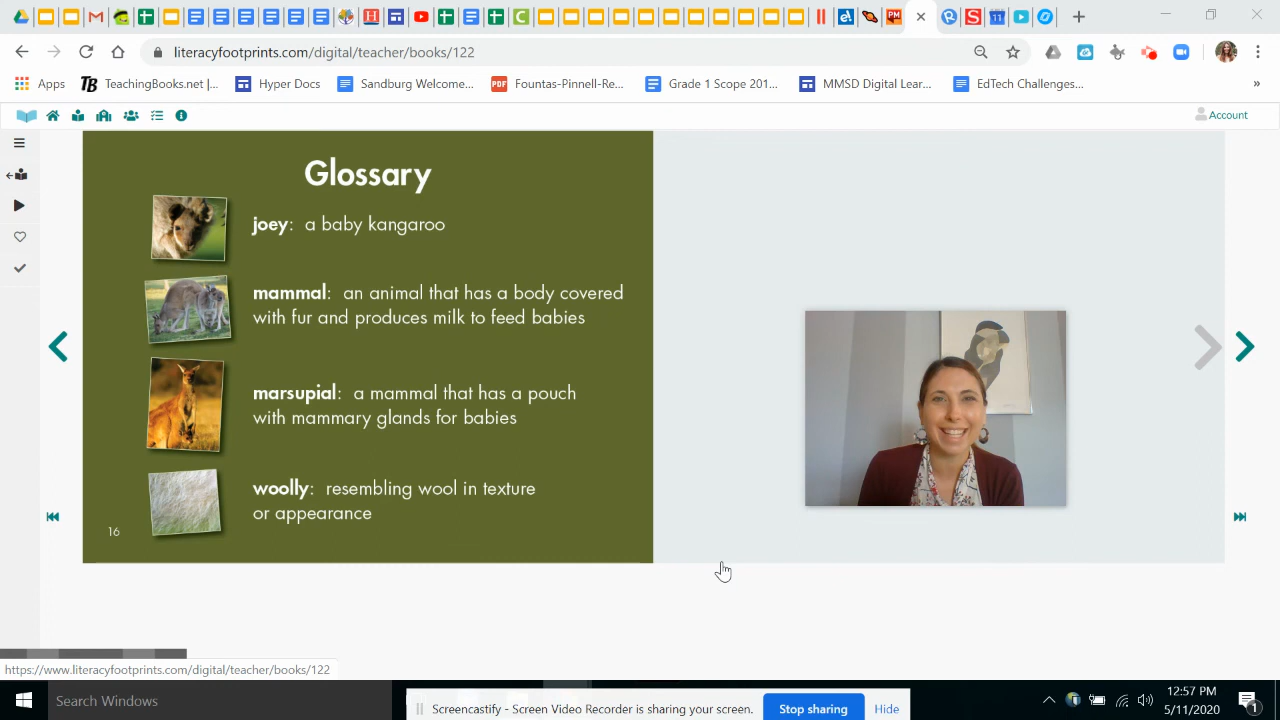 literacyfootprints.com/digital/teacher/books/122
Apps
TB TeachingBooks.net |...
Hyper Docs
Sandburg Welcome...
PDF Fountas-Pinnell-Re...
Grade 1 Scope 201...
MMSD Digital Lear...
EdTech Challenges...
»
Account
Glossary
joey: a baby kangaroo
mammal: an animal that has a body covered
with fur and produces milk to feed babies
marsupial: a mammal that has a pouch
with mammary glands for babies
woolly: resembling wool in texture
or appearance
16
https://www.literacyfootprints.com/digital/teacher/books/122
Search Windows
Screencastify - Screen Video Recorder is sharing your screen.
Stop sharing
Hide
12:57 PM
5/11/2020
1